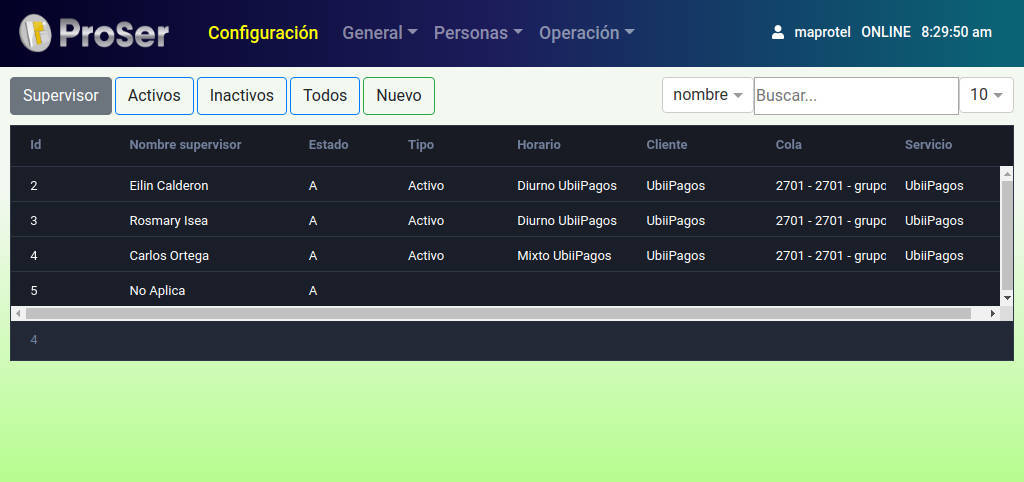 ProSer Configuración General Personas Operación maprotel ONLINE 8:29:50 am
Supervisor Activos Inactivos Todos Nuevo nombre Buscar... 10
Id Nombre supervisor Estado Tipo Horario Cliente Cola Servicio
2 Eilin Calderon A Activo Diurno UbiiPagos UbiiPagos 2701 - 2701 - grupo UbiiPagos
3 Rosmary Isea A Activo Diurno UbiiPagos UbiiPagos 2701 - 2701 - grupo UbiiPagos
4 Carlos Ortega A Activo Mixto UbiiPagos UbiiPagos 2701 - 2701 - grupo UbiiPagos
5 No Aplica A
4